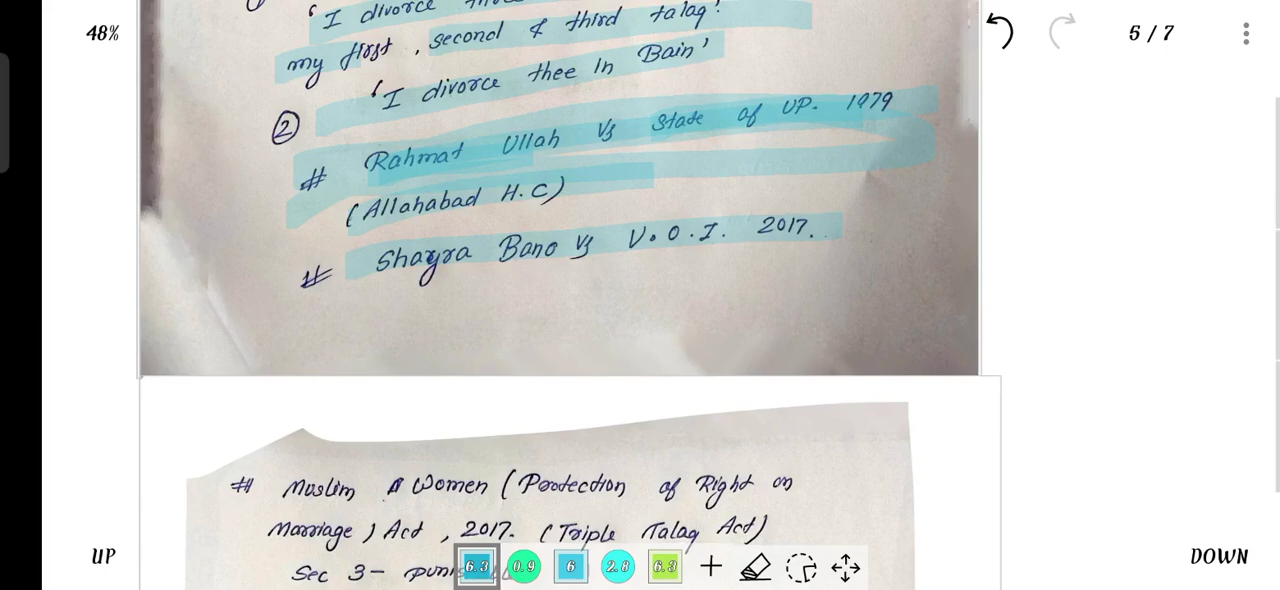 48%
5 / 7
'I divorce
my first, second & third talaq!
'I divorce thee In Bain'
②
# Rahmat Ullah Vs State of UP. 1979
(Allahabad H.C)
# Shayra Bano Vs U.O.I. 2017.
# Muslim Women (Protection of Right on
Marriage) Act, 2017. (Triple Talaq Act)
Sec 3-
6.3 0.9 6 2.8 6.3
UP
DOWN